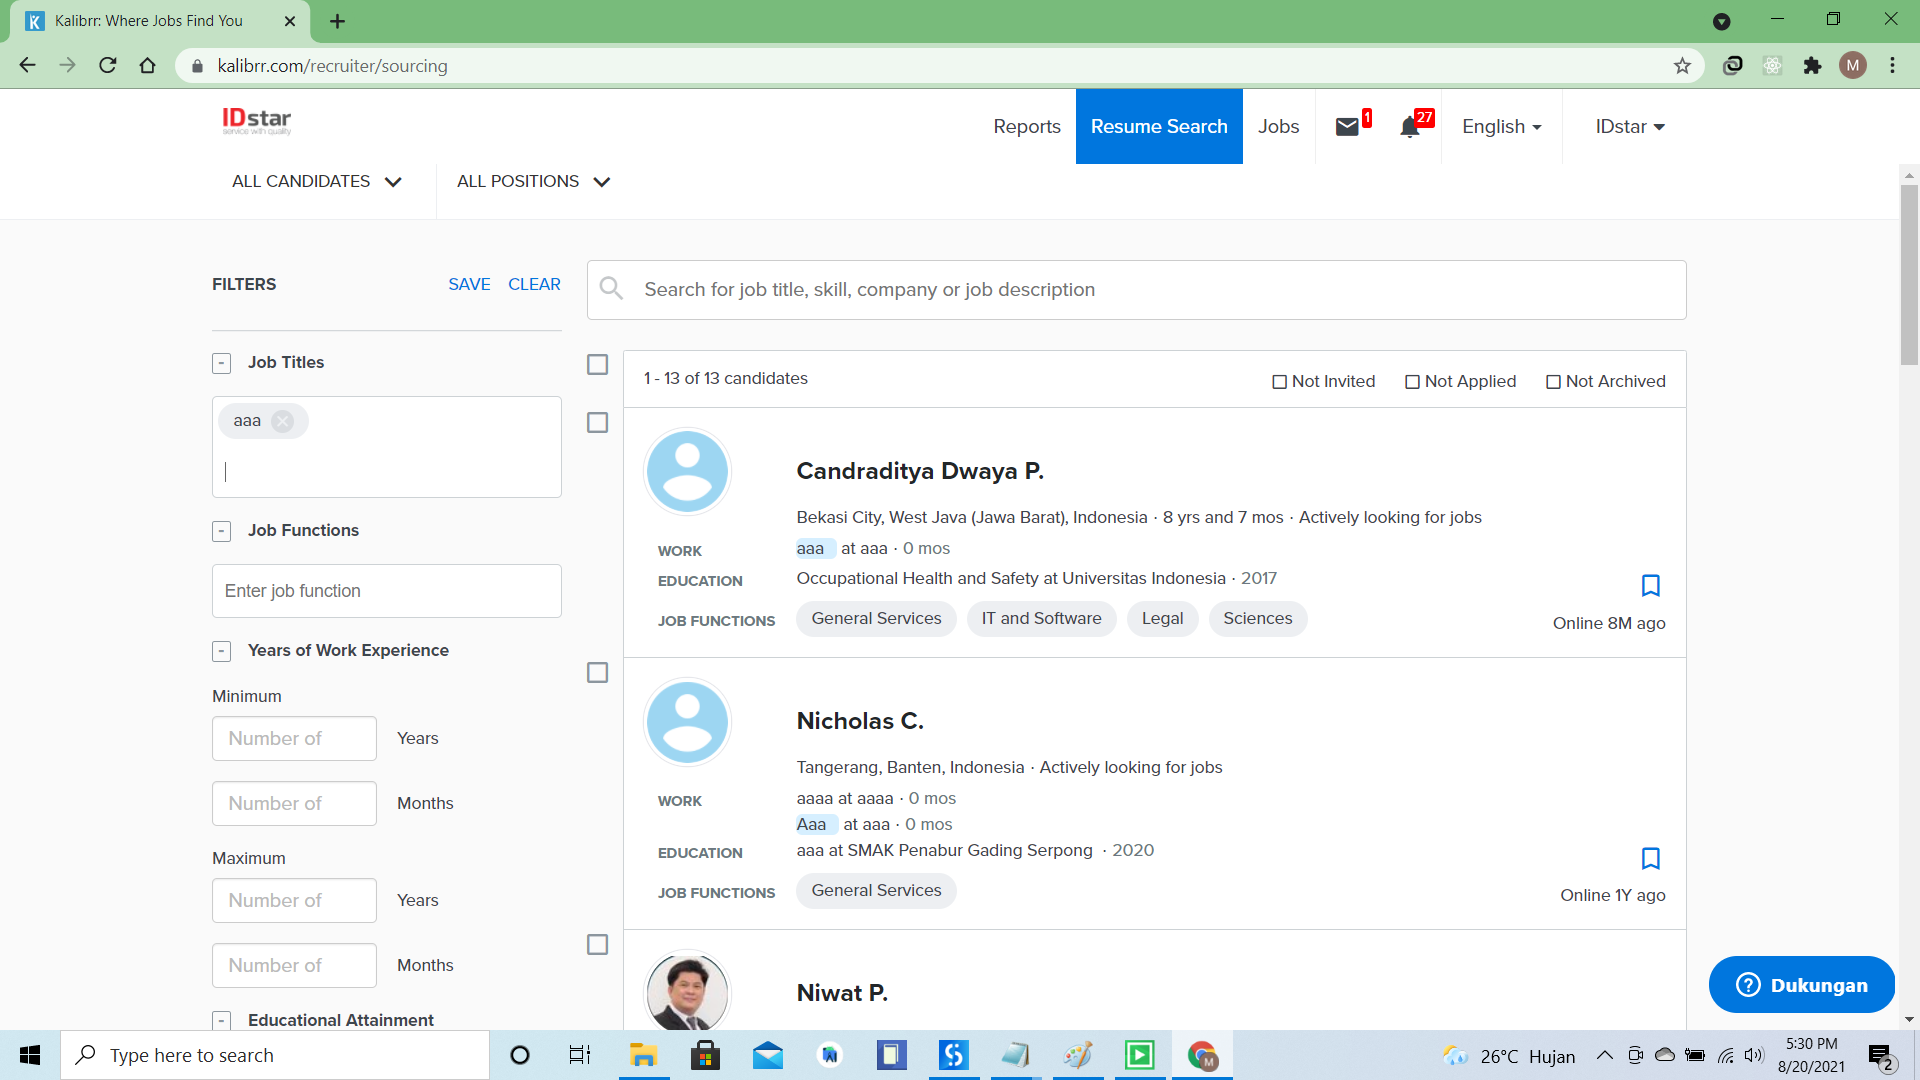 Kalibrr: Where Jobs Find You
kalibrr.com/recruiter/sourcing
M
IDstar
service with quality
Reports
Resume Search
Jobs
1
27
English
IDstar
ALL CANDIDATES
ALL POSITIONS
FILTERS
SAVE
CLEAR
Search for job title, skill, company or job description
Job Titles
aaa
Job Functions
Enter job function
Years of Work Experience
Minimum
Number of
Years
Number of
Months
Maximum
Number of
Years
Number of
Months
Educational Attainment
1 - 13 of 13 candidates
Not Invited
Not Applied
Not Archived
Candraditya Dwaya P.
Bekasi City, West Java (Jawa Barat), Indonesia · 8 yrs and 7 mos · Actively looking for jobs
WORK
aaa at aaa · 0 mos
EDUCATION
Occupational Health and Safety at Universitas Indonesia · 2017
JOB FUNCTIONS
General Services
IT and Software
Legal
Sciences
Online 8M ago
Nicholas C.
Tangerang, Banten, Indonesia · Actively looking for jobs
WORK
aaaa at aaaa · 0 mos
Aaa at aaa · 0 mos
EDUCATION
aaa at SMAK Penabur Gading Serpong · 2020
JOB FUNCTIONS
General Services
Online 1Y ago
Niwat P.
Dukungan
Type here to search
26°C Hujan
5:30 PM
8/20/2021
2